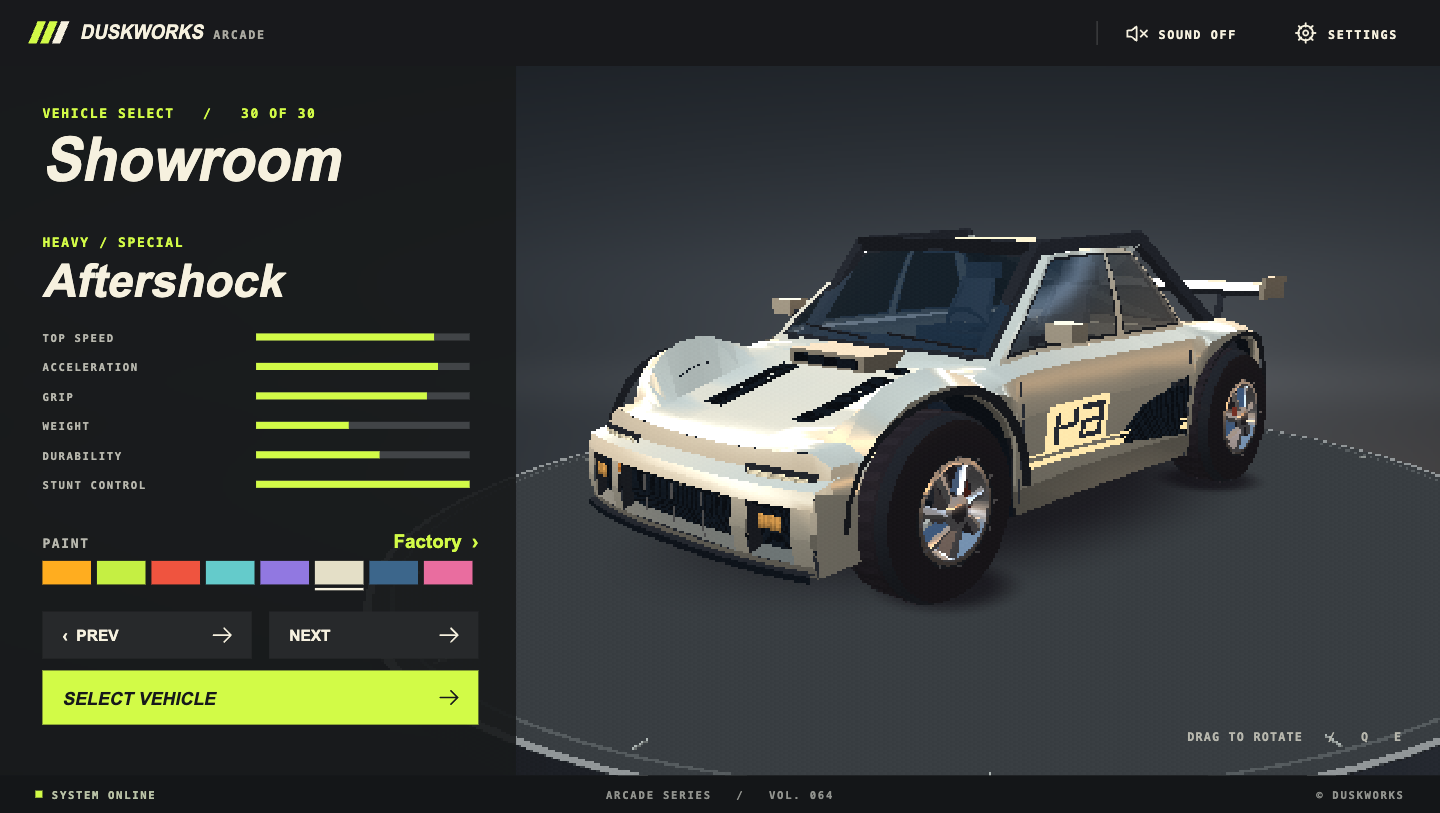 DUSKWORKS ARCADE
SOUND OFF
SETTINGS
VEHICLE SELECT / 30 OF 30
Showroom
HEAVY / SPECIAL
Aftershock
TOP SPEED
ACCELERATION
GRIP
WEIGHT
DURABILITY
STUNT CONTROL
PAINT
Factory ›
‹ PREV
NEXT
SELECT VEHICLE
DRAG TO ROTATE / Q E
SYSTEM ONLINE
ARCADE SERIES / VOL. 064
© DUSKWORKS